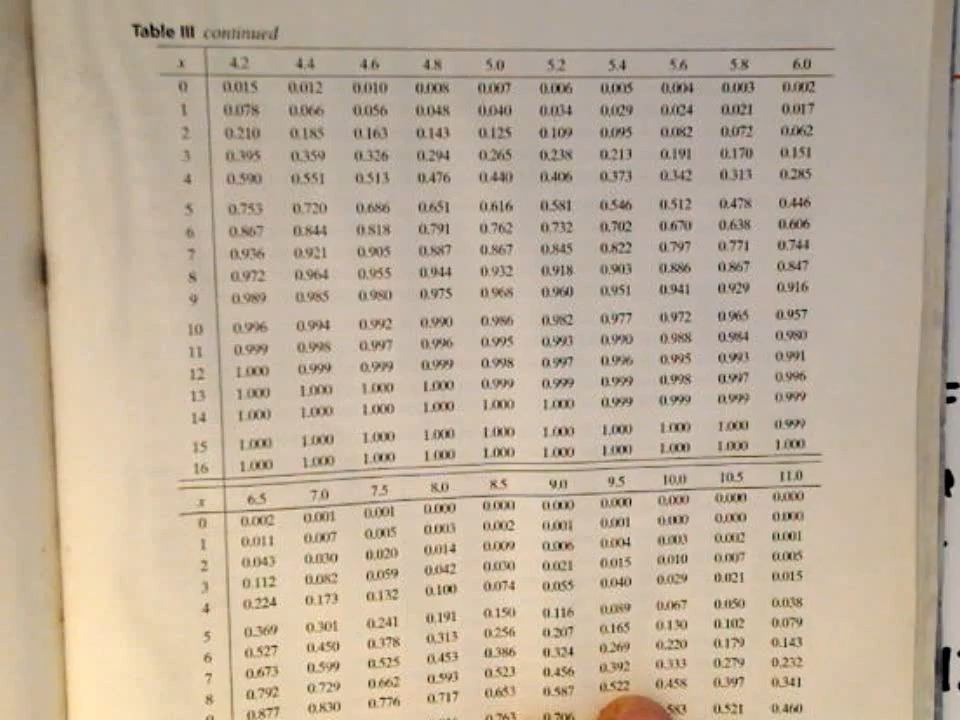 Table III continued
x 4.2 4.4 4.6 4.8 5.0 5.2 5.4 5.6 5.8 6.0
0 0.015 0.012 0.010 0.008 0.007 0.006 0.005 0.004 0.003 0.002
1 0.078 0.066 0.056 0.048 0.040 0.034 0.029 0.024 0.021 0.017
2 0.210 0.185 0.163 0.143 0.125 0.109 0.095 0.082 0.072 0.062
3 0.395 0.359 0.326 0.294 0.265 0.238 0.213 0.191 0.170 0.151
4 0.590 0.551 0.513 0.476 0.440 0.406 0.373 0.342 0.313 0.285
5 0.753 0.720 0.686 0.651 0.616 0.581 0.546 0.512 0.478 0.446
6 0.867 0.844 0.818 0.791 0.762 0.732 0.702 0.670 0.638 0.606
7 0.936 0.921 0.905 0.887 0.867 0.845 0.822 0.797 0.771 0.744
8 0.972 0.964 0.955 0.944 0.932 0.918 0.903 0.886 0.867 0.847
9 0.989 0.985 0.980 0.975 0.968 0.960 0.951 0.941 0.929 0.916
10 0.996 0.994 0.992 0.990 0.986 0.982 0.977 0.972 0.965 0.957
11 0.999 0.998 0.997 0.996 0.995 0.993 0.990 0.988 0.984 0.980
12 1.000 0.999 0.999 0.999 0.998 0.997 0.996 0.995 0.993 0.991
13 1.000 1.000 1.000 1.000 0.999 0.999 0.999 0.998 0.997 0.996
14 1.000 1.000 1.000 1.000 1.000 1.000 0.999 0.999 0.999 0.999
15 1.000 1.000 1.000 1.000 1.000 1.000 1.000 1.000 1.000 0.999
16 1.000 1.000 1.000 1.000 1.000 1.000 1.000 1.000 1.000 1.000
x 6.5 7.0 7.5 8.0 8.5 9.0 9.5 10.0 10.5 11.0
0 0.002 0.001 0.001 0.000 0.000 0.000 0.000 0.000 0.000 0.000
1 0.011 0.007 0.005 0.003 0.002 0.001 0.001 0.000 0.000 0.000
2 0.043 0.030 0.020 0.014 0.009 0.006 0.004 0.003 0.002 0.001
3 0.112 0.082 0.059 0.042 0.030 0.021 0.015 0.010 0.007 0.005
4 0.224 0.173 0.132 0.100 0.074 0.055 0.040 0.029 0.021 0.015
5 0.369 0.301 0.241 0.191 0.150 0.116 0.089 0.067 0.050 0.038
6 0.527 0.450 0.378 0.313 0.256 0.207 0.165 0.130 0.102 0.079
7 0.673 0.599 0.525 0.453 0.386 0.324 0.269 0.220 0.179 0.143
8 0.792 0.729 0.662 0.593 0.523 0.456 0.392 0.333 0.279 0.232
0.877 0.830 0.776 0.717 0.653 0.587 0.522 0.458 0.397 0.341
0.763 0.706 0.521 0.460